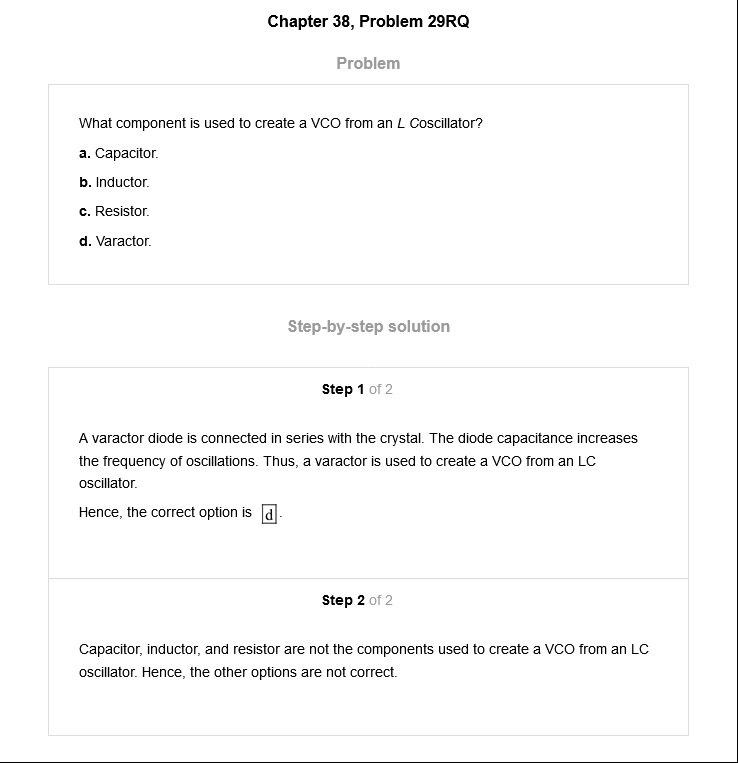 Chapter 38, Problem 29RQ
Problem
What component is used to create a VCO from an L Coscillator?
a. Capacitor.
b. Inductor.
c. Resistor.
d. Varactor.
Step-by-step solution
Step 1 of 2
A varactor diode is connected in series with the crystal. The diode capacitance increases
the frequency of oscillations. Thus, a varactor is used to create a VCO from an LC
oscillator.
Hence, the correct option is d.
Step 2 of 2
Capacitor, inductor, and resistor are not the components used to create a VCO from an LC
oscillator. Hence, the other options are not correct.